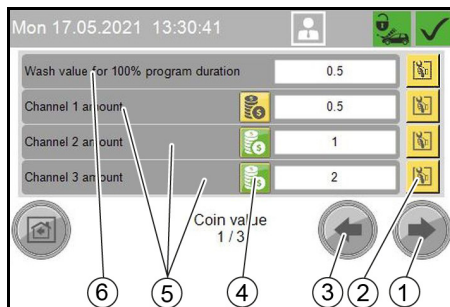 Mon 17.05.2021 13:30:41
Wash value for 100% program duration 0.5
Channel 1 amount 0.5
Channel 2 amount 1
Channel 3 amount 2
Coin value
1 / 3
6 5 4 3 2 1